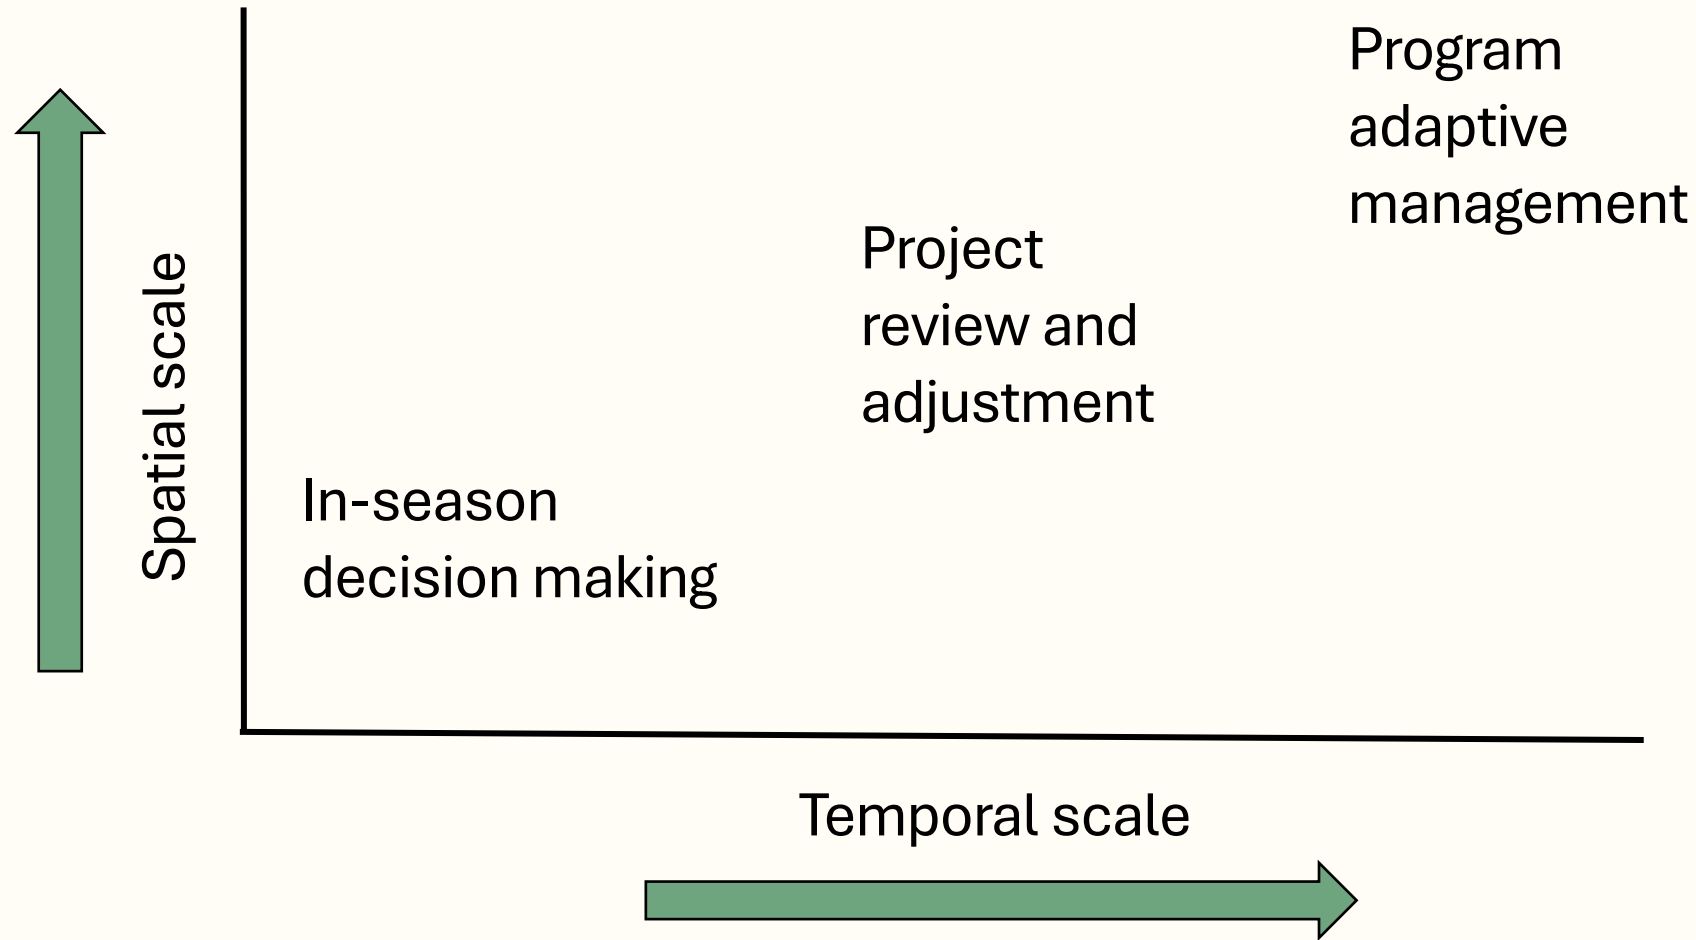 Program
adaptive
management
Project
review and
adjustment
Spatial scale
In-season
decision making
Temporal scale